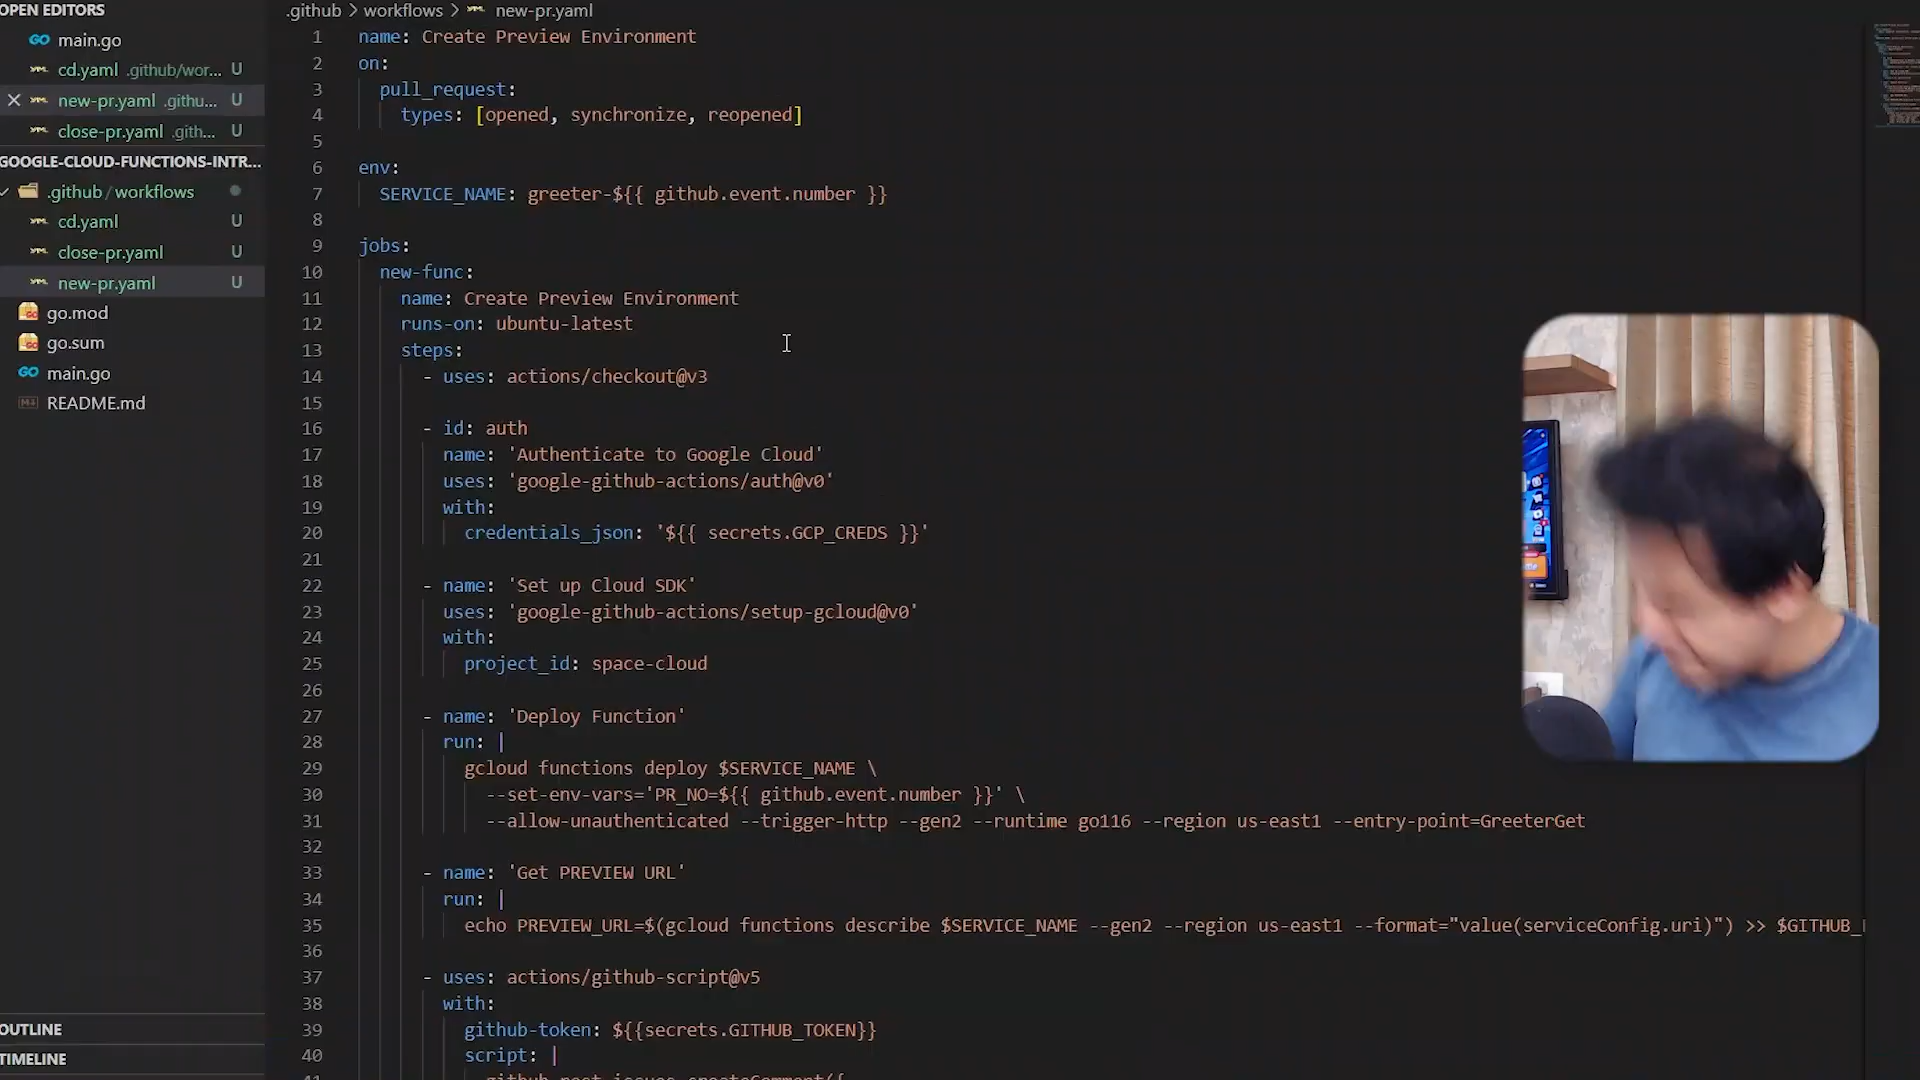 OPEN EDITORS
main.go
cd.yaml .github/wor... U
new-pr.yaml .githu... U
close-pr.yaml .gith... U
GOOGLE-CLOUD-FUNCTIONS-INTR...
.github / workflows
cd.yaml U
close-pr.yaml U
new-pr.yaml U
go.mod
go.sum
main.go
README.md
OUTLINE
TIMELINE
.github > workflows > new-pr.yaml
1 name: Create Preview Environment
2 on:
3 pull_request:
4 types: [opened, synchronize, reopened]
5
6 env:
7 SERVICE_NAME: greeter-${{ github.event.number }}
8
9 jobs:
10 new-func:
11 name: Create Preview Environment
12 runs-on: ubuntu-latest
13 steps:
14 - uses: actions/checkout@v3
15
16 - id: auth
17 name: 'Authenticate to Google Cloud'
18 uses: 'google-github-actions/auth@v0'
19 with:
20 credentials_json: '${{ secrets.GCP_CREDS }}'
21
22 - name: 'Set up Cloud SDK'
23 uses: 'google-github-actions/setup-gcloud@v0'
24 with:
25 project_id: space-cloud
26
27 - name: 'Deploy Function'
28 run: |
29 gcloud functions deploy $SERVICE_NAME \
30 --set-env-vars='PR_NO=${{ github.event.number }}' \
31 --allow-unauthenticated --trigger-http --gen2 --runtime go116 --region us-east1 --entry-point=GreeterGet
32
33 - name: 'Get PREVIEW URL'
34 run: |
35 echo PREVIEW_URL=$(gcloud functions describe $SERVICE_NAME --gen2 --region us-east1 --format="value(serviceConfig.uri)") >> $GITHUB_
36
37 - uses: actions/github-script@v5
38 with:
39 github-token: ${{secrets.GITHUB_TOKEN}}
40 script: |